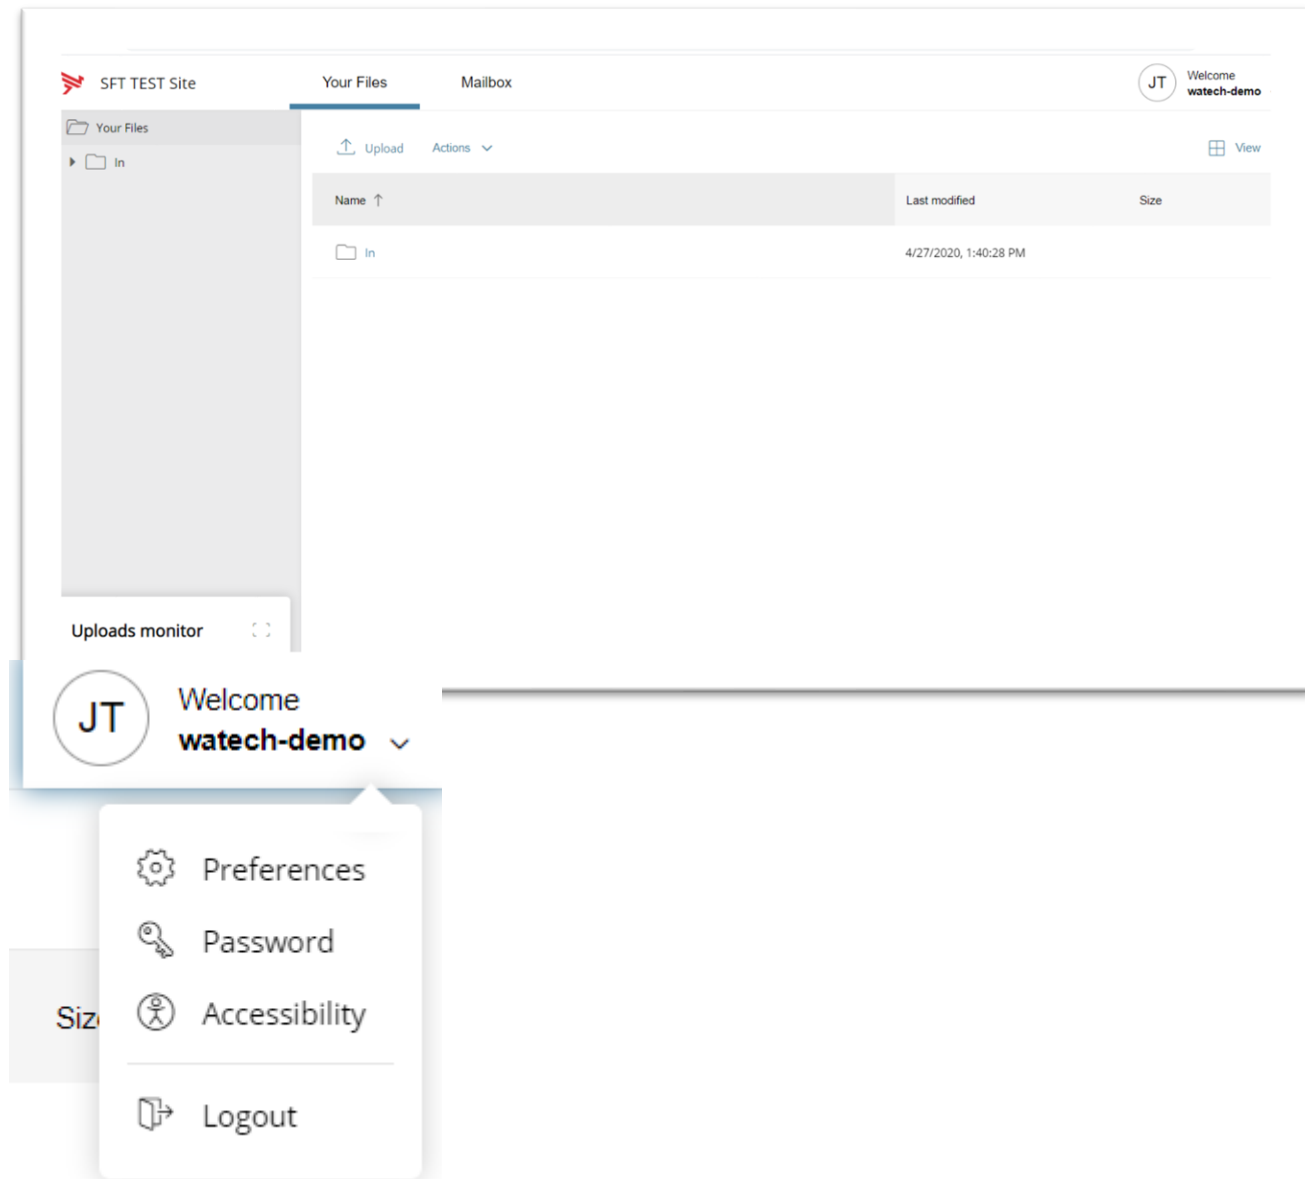 SFT TEST Site Your Files Mailbox JT Welcome
watech-demo
Your Files
Upload Actions View
In
Name Last modified Size
In 4/27/2020, 1:40:28 PM
Uploads monitor
JT Welcome
watech-demo
Preferences
Password
Accessibility
Siz
Logout